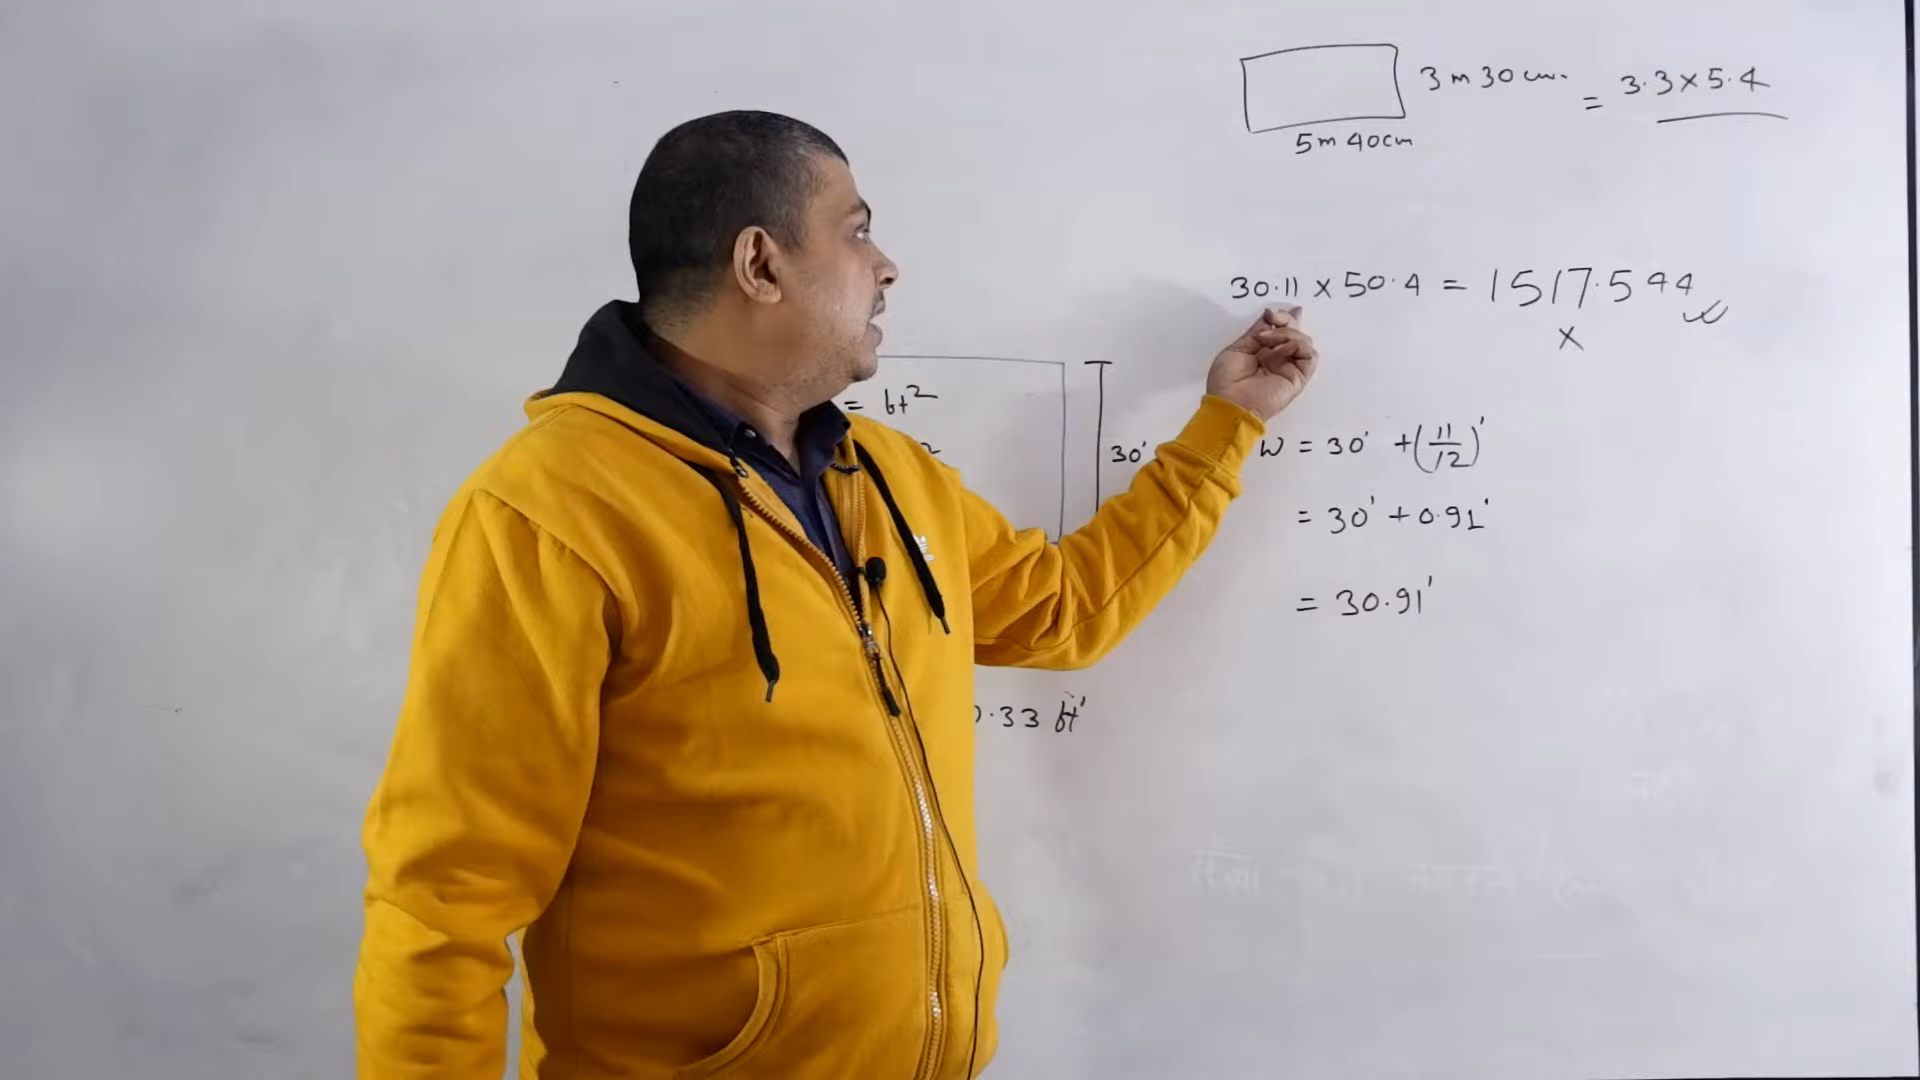 3 m 30 cm. = 3.3 × 5.4
5 m 40 cm
30.11 × 50.4 = 1517.544
×
= ft²
2
30'
W = 30' + (11/12)'
= 30' + 0.91'
= 30.91'
.33 ft'